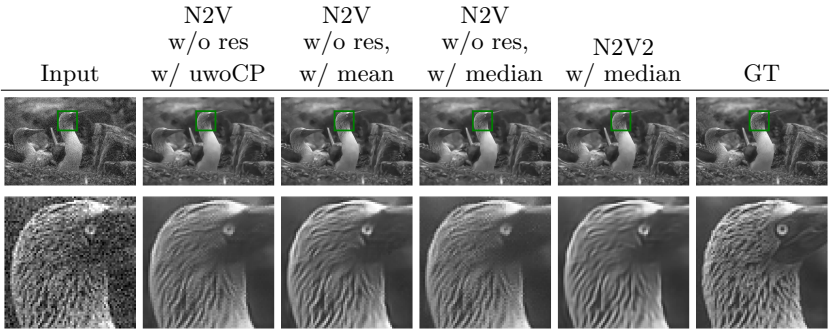 Input
N2V
w/o res
w/ uwoCP
N2V
w/o res,
w/ mean
N2V
w/o res,
w/ median
N2V2
w/ median
GT